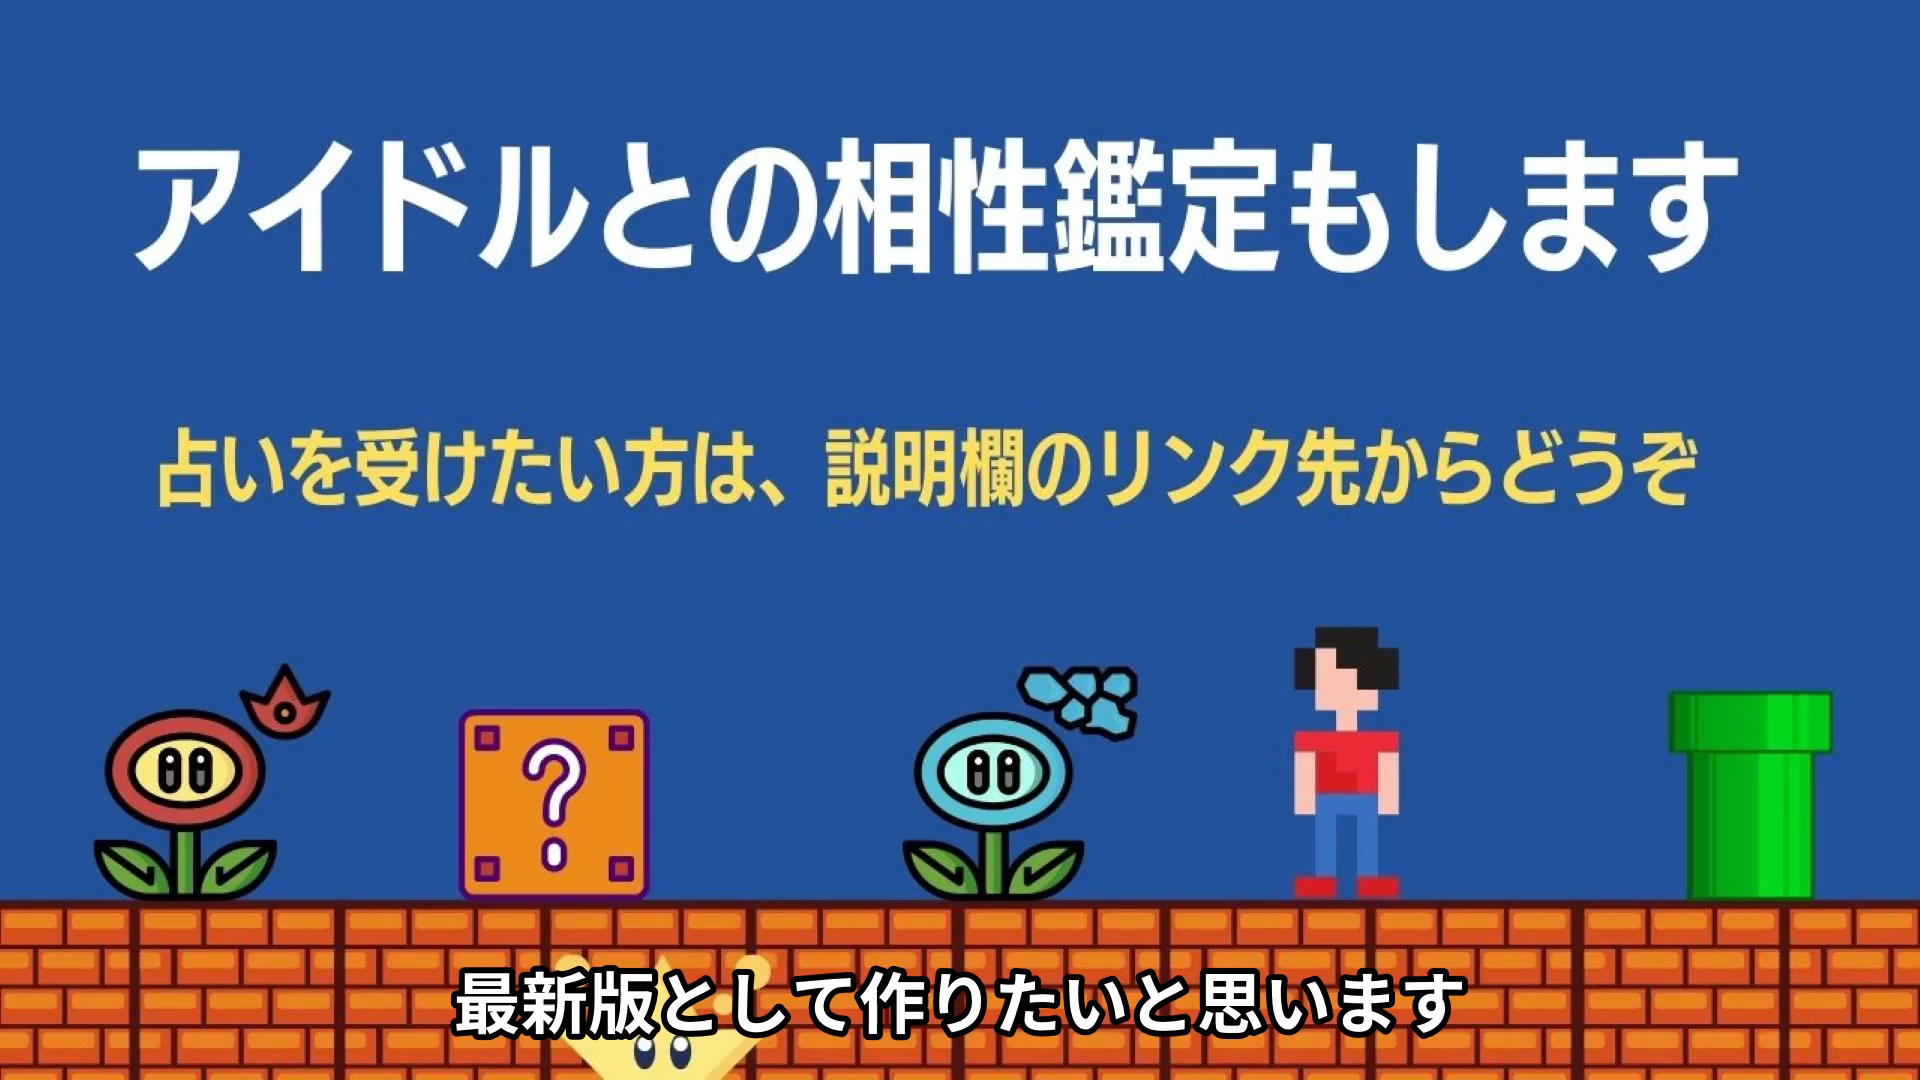 アイドルとの相性鑑定もします
占いを受けたい方は、説明欄のリンク先からどうぞ
?
最新版として作りたいと思います